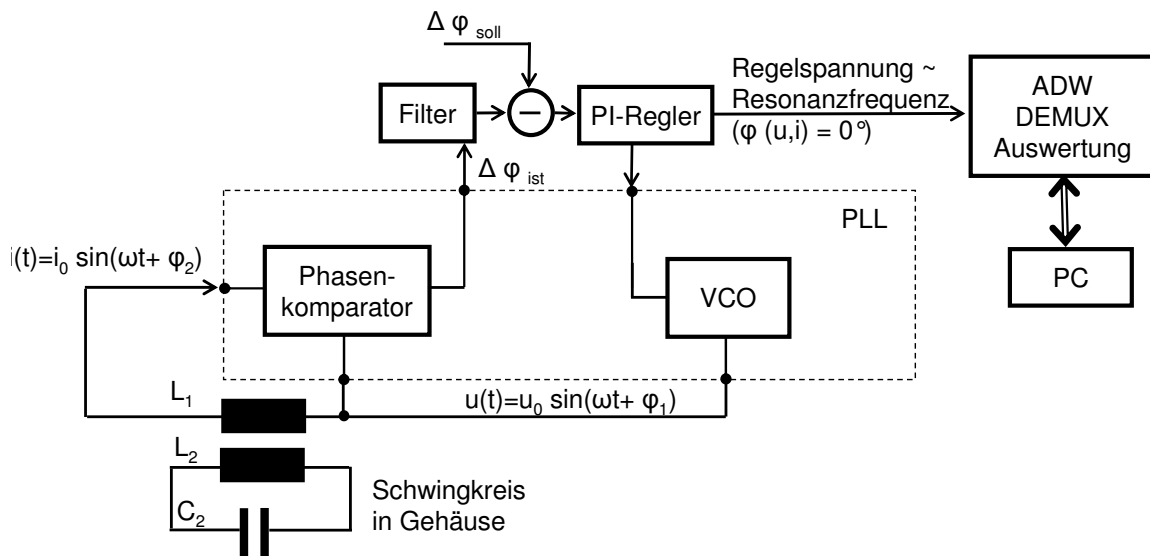 Δ φ soll
Filter
−
PI-Regler
Regelspannung ~
Resonanzfrequenz
(φ (u,i) = 0°)
ADW
DEMUX
Auswertung
Δ φ ist
PLL
i(t)=i₀ sin(ωt+ φ₂)
Phasen-
komparator
VCO
PC
L₁
u(t)=u₀ sin(ωt+ φ₁)
L₂
C₂
Schwingkreis
in Gehäuse